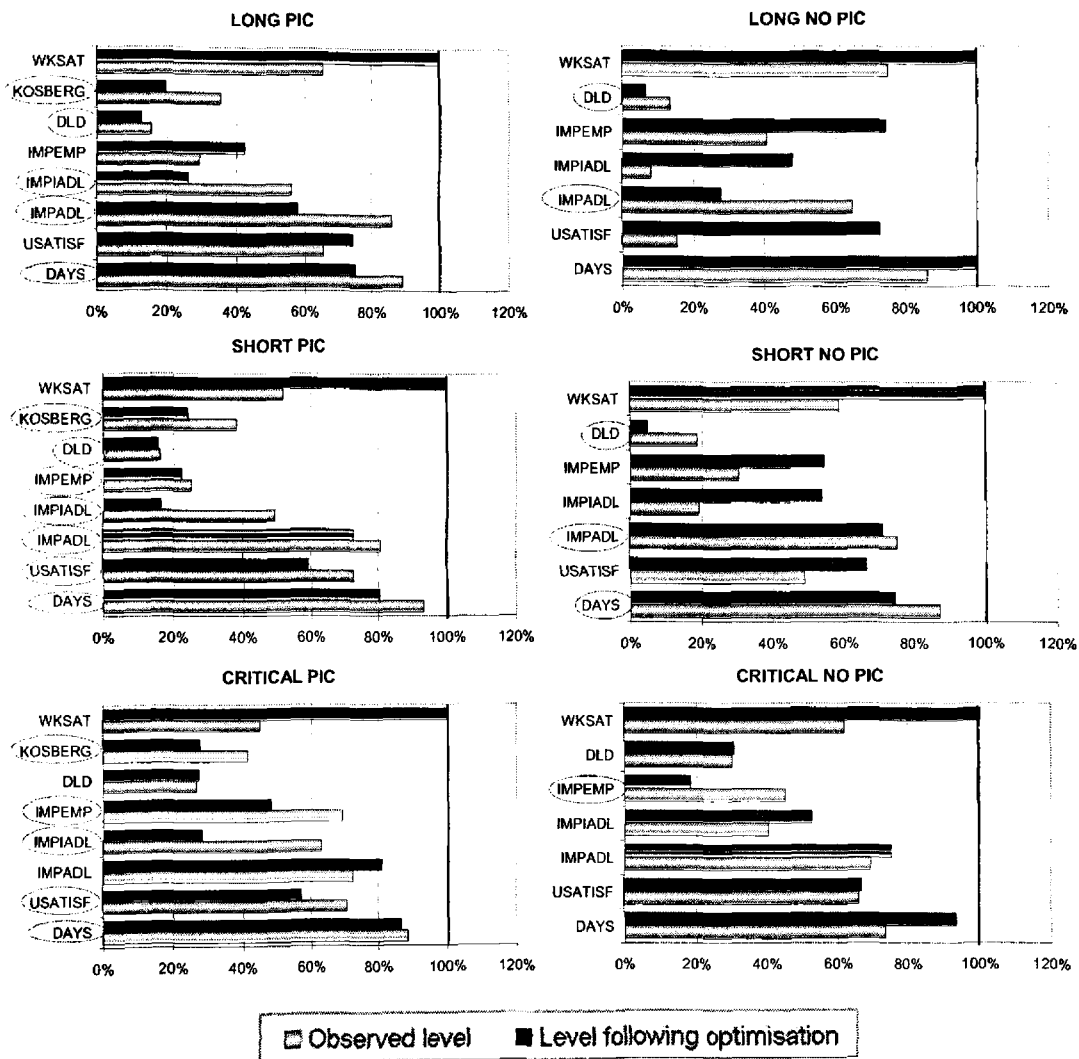 LONG PIC
WKSAT
KOSBERG
DLD
IMPEMP
IMPIADL
IMPADL
USATISF
DAYS
0% 20% 40% 60% 80% 100% 120%
LONG NO PIC
WKSAT
DLD
IMPEMP
IMPIADL
IMPADL
USATISF
DAYS
0% 20% 40% 60% 80% 100% 120%
SHORT PIC
WKSAT
KOSBERG
DLD
IMPEMP
IMPIADL
IMPADL
USATISF
DAYS
0% 20% 40% 60% 80% 100% 120%
SHORT NO PIC
WKSAT
DLD
IMPEMP
IMPIADL
IMPADL
USATISF
DAYS
0% 20% 40% 60% 80% 100% 120%
CRITICAL PIC
WKSAT
KOSBERG
DLD
IMPEMP
IMPIADL
IMPADL
USATISF
DAYS
0% 20% 40% 60% 80% 100% 120%
CRITICAL NO PIC
WKSAT
DLD
IMPEMP
IMPIADL
IMPADL
USATISF
DAYS
0% 20% 40% 60% 80% 100% 120%
Observed level Level following optimisation